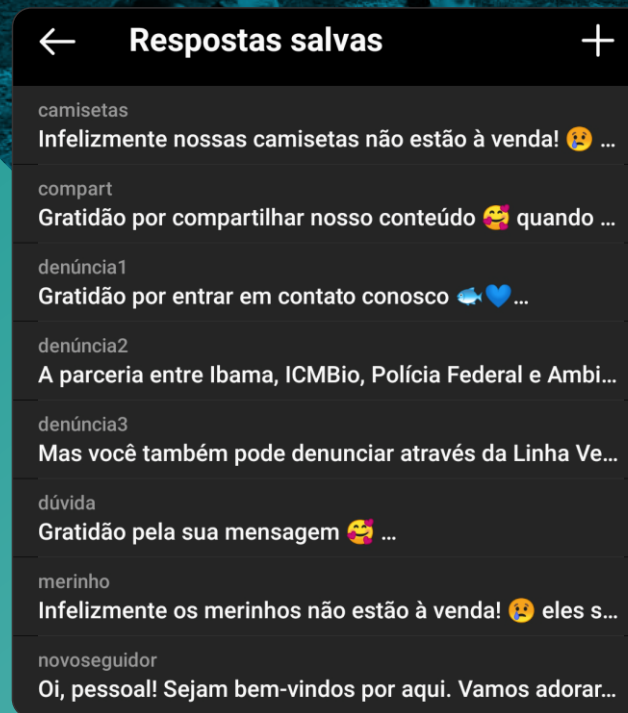 Respostas salvas
camisetas
Infelizmente nossas camisetas não estão à venda! 😢 ...
compart
Gratidão por compartilhar nosso conteúdo 🥰 quando ...
denúncia1
Gratidão por entrar em contato conosco 🐟💙...
denúncia2
A parceria entre Ibama, ICMBio, Polícia Federal e Ambi...
denúncia3
Mas você também pode denunciar através da Linha Ve...
dúvida
Gratidão pela sua mensagem 🥰 ...
merinho
Infelizmente os merinhos não estão à venda! 😢 eles s...
novoseguidor
Oi, pessoal! Sejam bem-vindos por aqui. Vamos adorar...